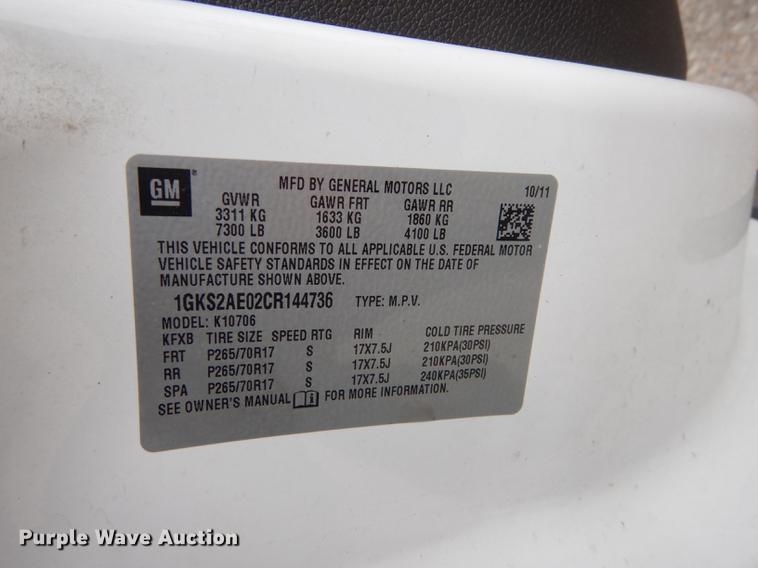 GM
MFD BY GENERAL MOTORS LLC 10/11
GVWR GAWR FRT GAWR RR
3311 KG 1633 KG 1860 KG
7300 LB 3600 LB 4100 LB
THIS VEHICLE CONFORMS TO ALL APPLICABLE U.S. FEDERAL MOTOR
VEHICLE SAFETY STANDARDS IN EFFECT ON THE DATE OF
MANUFACTURE SHOWN ABOVE.
1GKS2AE02CR144736 TYPE: M.P.V.
MODEL: K10706
KFXB TIRE SIZE SPEED RTG RIM COLD TIRE PRESSURE
FRT P265/70R17 S 17X7.5J 210KPA(30PSI)
RR P265/70R17 S 17X7.5J 210KPA(30PSI)
SPA P265/70R17 S 17X7.5J 240KPA(35PSI)
SEE OWNER'S MANUAL i FOR MORE INFORMATION.
Purple Wave Auction